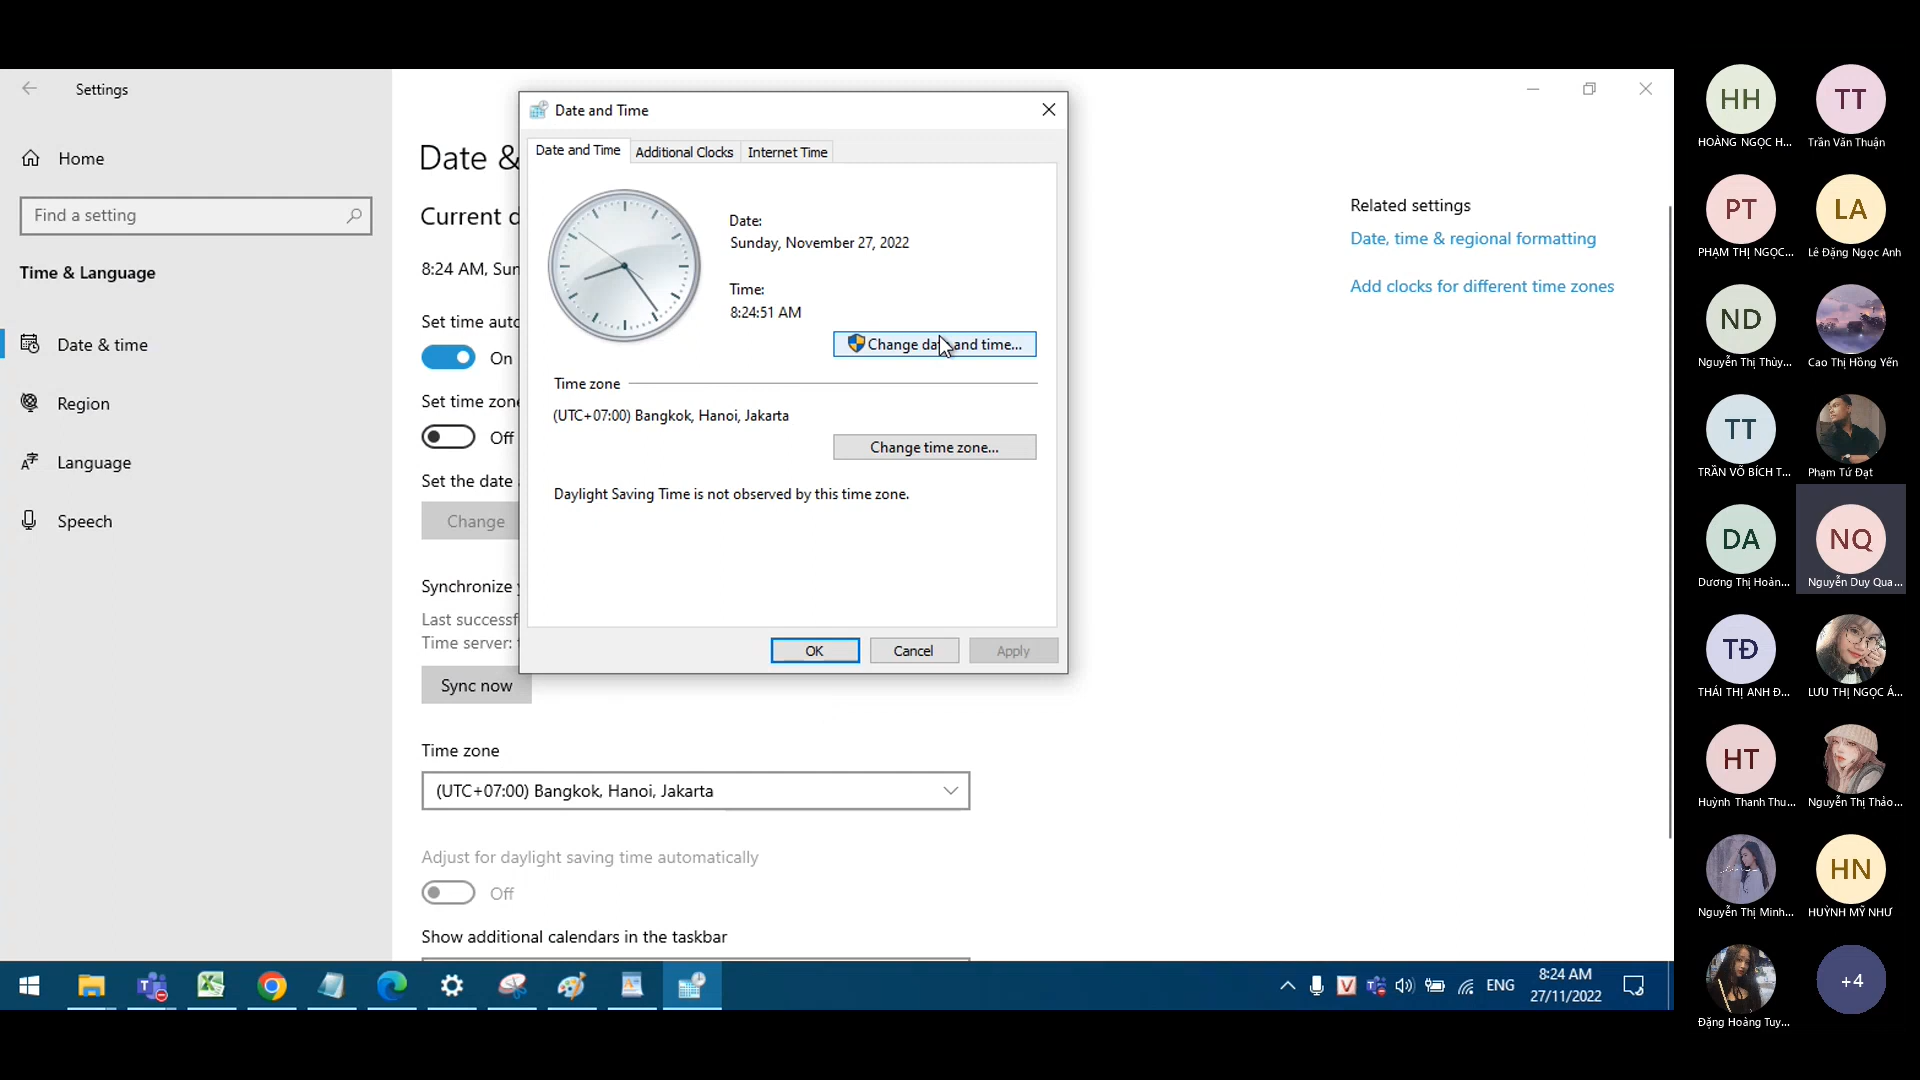 Settings
Home
Find a setting
Time & Language
Date & time
Region
Language
Speech
Date &
Current d
8:24 AM, Sun
Set time auto
On
Set time zone
Off
Set the date
Change
Synchronize y
Last successf
Time server:
Sync now
Time zone
(UTC+07:00) Bangkok, Hanoi, Jakarta
Adjust for daylight saving time automatically
Off
Show additional calendars in the taskbar
Date and Time
Date and Time
Additional Clocks
Internet Time
Date:
Sunday, November 27, 2022
Time:
8:24:51 AM
Change date and time...
Time zone
(UTC+07:00) Bangkok, Hanoi, Jakarta
Change time zone...
Daylight Saving Time is not observed by this time zone.
OK
Cancel
Apply
Related settings
Date, time & regional formatting
Add clocks for different time zones
ENG
8:24 AM
27/11/2022
HH
HOÀNG NGỌC H...
TT
Trần Văn Thuận
PT
PHẠM THỊ NGỌC...
LA
Lê Đặng Ngọc Anh
ND
Nguyễn Thị Thùy...
Cao Thị Hồng Yến
TT
TRẦN VÕ BÍCH T...
Phạm Tứ Đạt
DA
Dương Thị Hoàn...
NQ
Nguyễn Duy Qua...
TĐ
THÁI THỊ ANH Đ...
LƯU THỊ NGỌC Á...
HT
Huỳnh Thanh Thu...
Nguyễn Thị Thảo...
Nguyễn Thị Minh...
HN
HUỲNH MỸ NHƯ
Đặng Hoàng Tuy...
+4